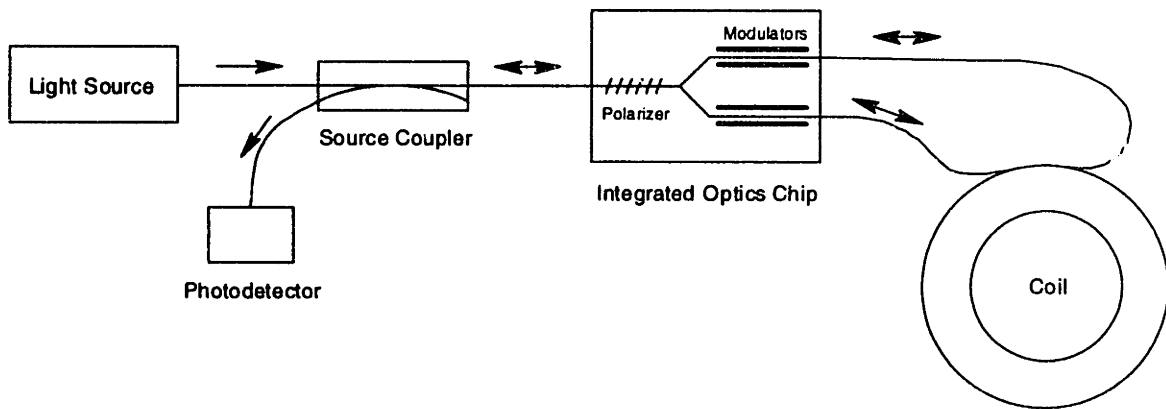 Light Source
Source Coupler
Photodetector
Modulators
Polarizer
Integrated Optics Chip
Coil